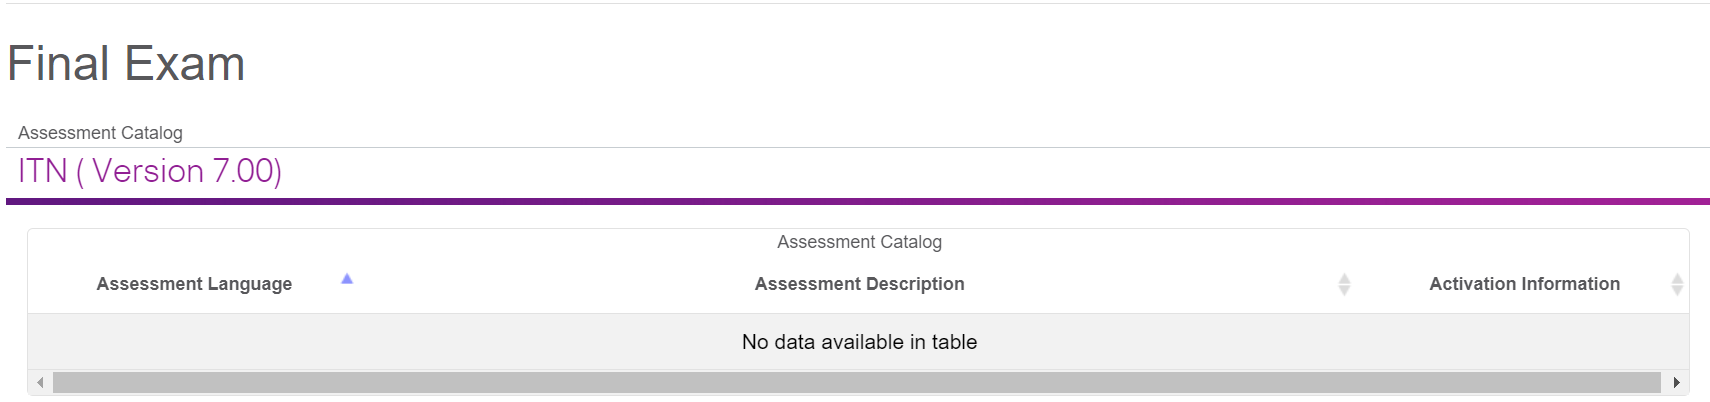 Final Exam
Assessment Catalog
ITN ( Version 7.00)
Assessment Catalog
Assessment Language Assessment Description Activation Information
No data available in table